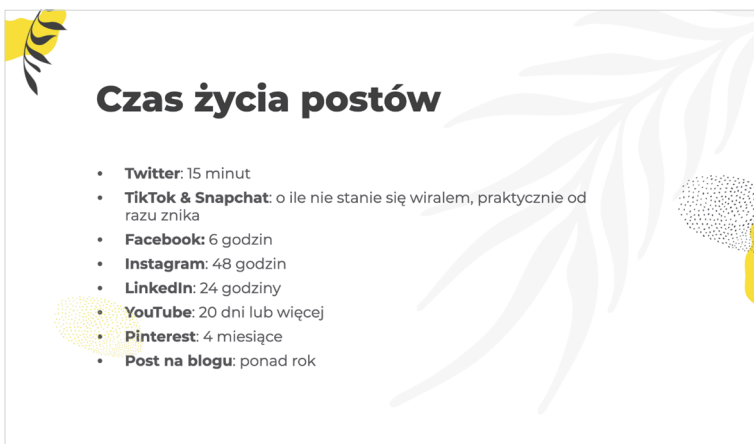 Czas życia postów
• Twitter: 15 minut
• TikTok & Snapchat: o ile nie stanie się wiralem, praktycznie od
razu znika
• Facebook: 6 godzin
• Instagram: 48 godzin
• LinkedIn: 24 godziny
• YouTube: 20 dni lub więcej
• Pinterest: 4 miesiące
• Post na blogu: ponad rok